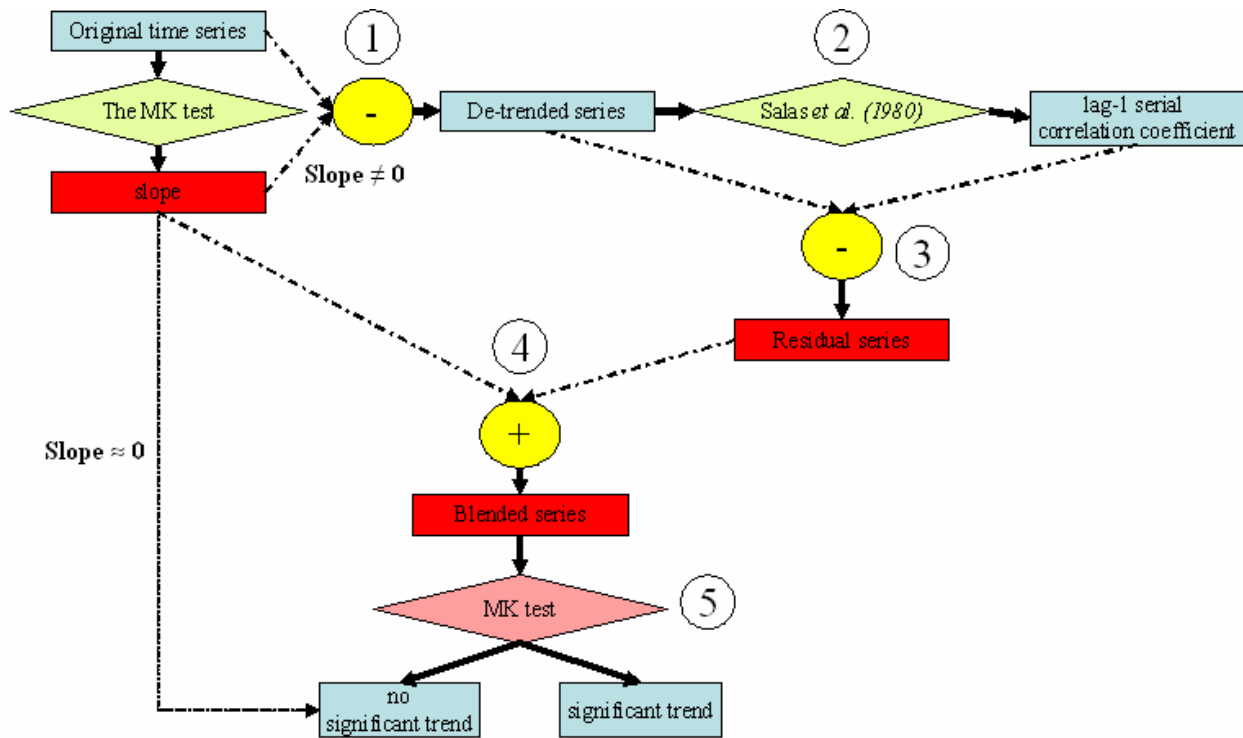 Original time series
1
2
The MK test
-
De-trended series
Salas et al. (1980)
lag-1 serial
correlation coefficient
Slope ≠ 0
slope
-
3
4
Residual series
+
Slope ≈ 0
Blended series
MK test
5
no
significant trend
significant trend